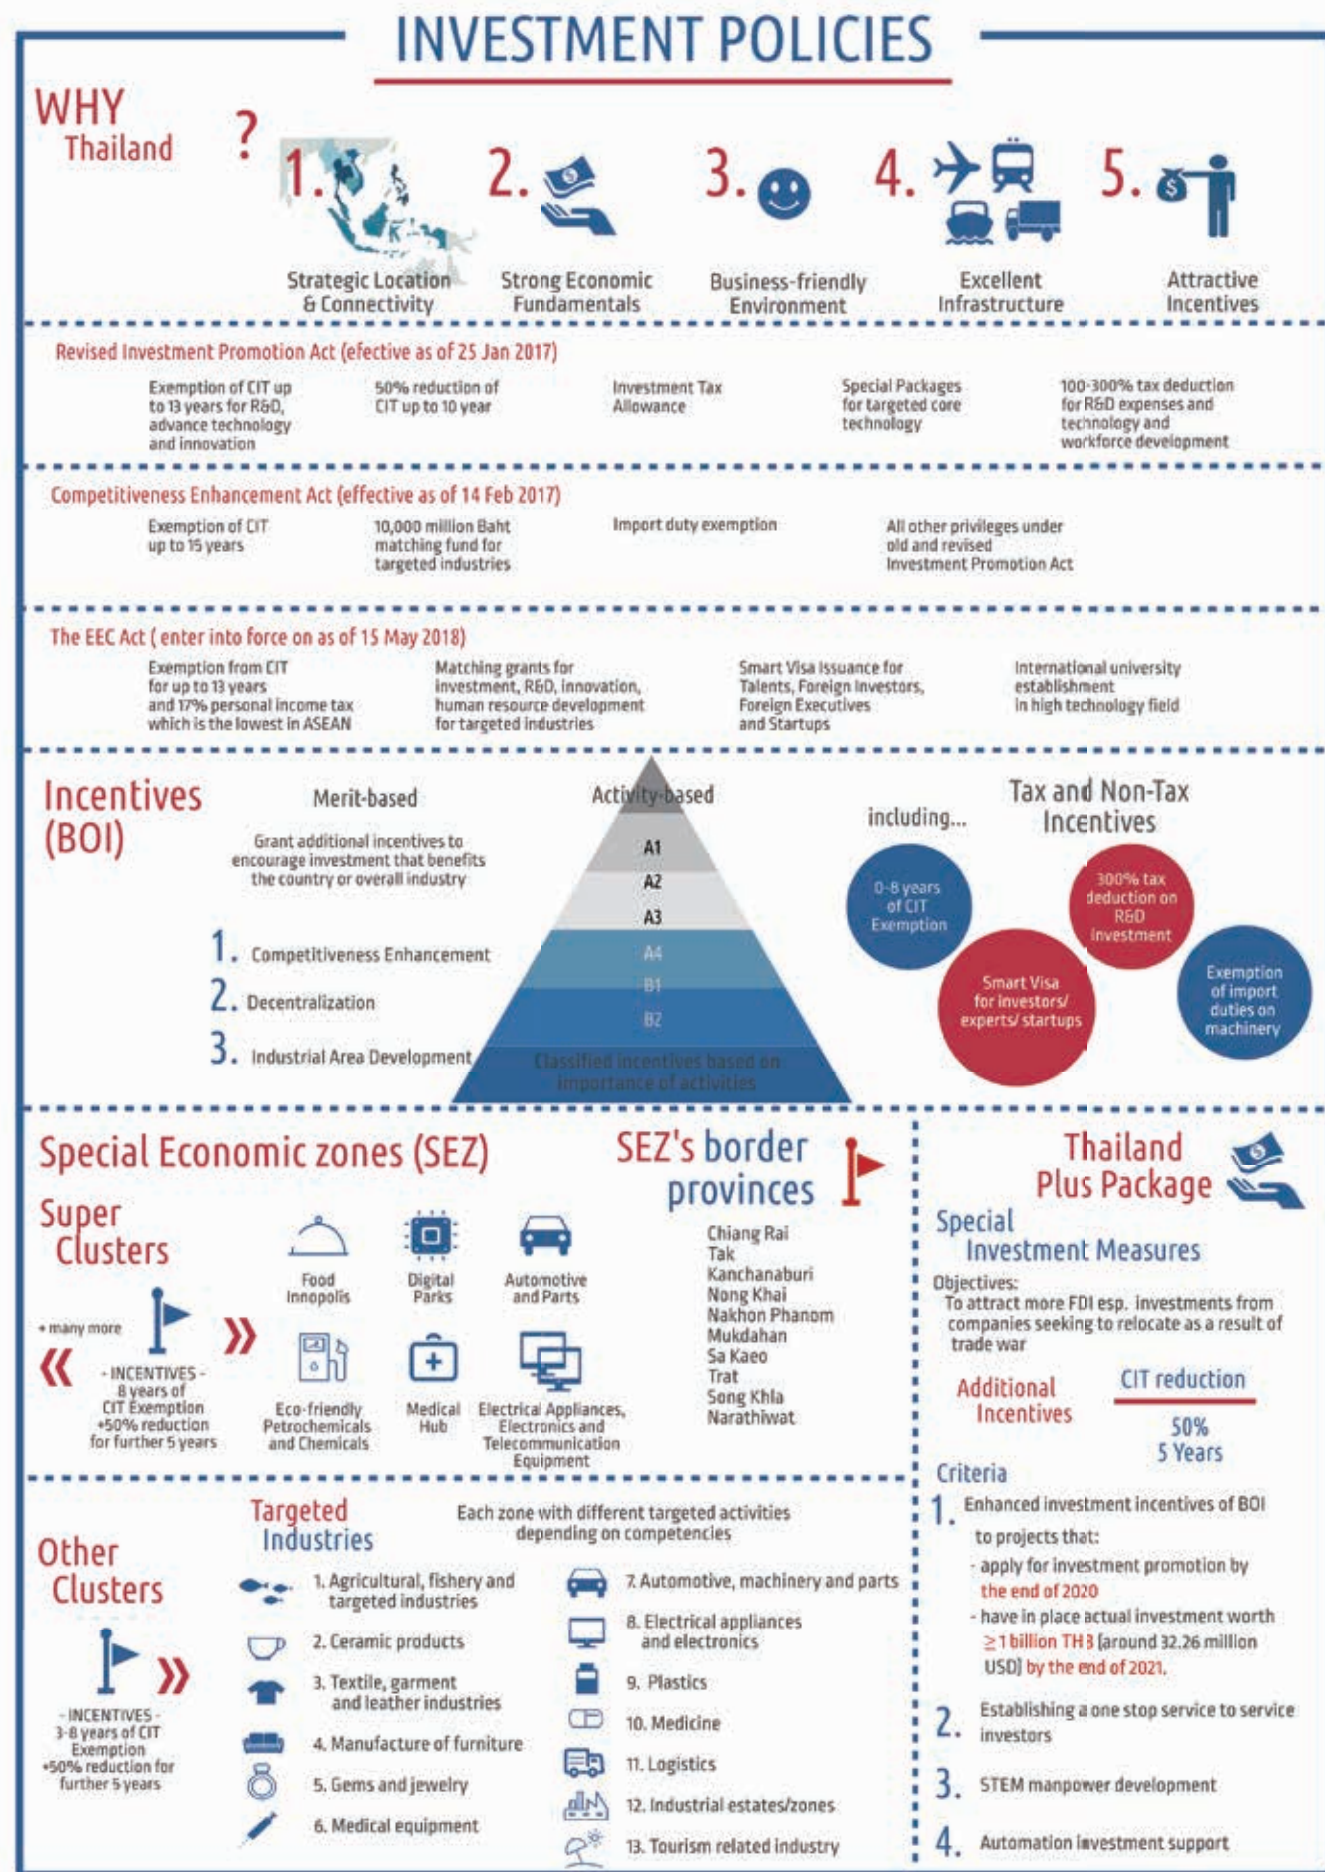 INVESTMENT POLICIES
WHY
Thailand
?
1.
Strategic Location
& Connectivity
2.
Strong Economic
Fundamentals
3.
Business-friendly
Environment
4.
Excellent
Infrastructure
5.
Attractive
Incentives
Revised Investment Promotion Act (efective as of 25 Jan 2017)
Exemption of CIT up
to 13 years for R&D,
advance technology
and innovation
50% reduction of
CIT up to 10 year
Investment Tax
Allowance
Special Packages
for targeted core
technology
100-300% tax deduction
for R&D expenses and
technology and
workforce development
Competitiveness Enhancement Act (effective as of 14 Feb 2017)
Exemption of CIT
up to 15 years
10,000 million Baht
matching fund for
targeted industries
Import duty exemption
All other privileges under
old and revised
Investment Promotion Act
The EEC Act ( enter into force on as of 15 May 2018)
Exemption from CIT
for up to 13 years
and 17% personal income tax
which is the lowest in ASEAN
Matching grants for
investment, R&D, innovation,
human resource development
for targeted industries
Smart Visa Issuance for
Talents, Foreign Investors,
Foreign Executives
and Startups
International university
establishment
in high technology field
Incentives
(BOI)
Merit-based
Grant additional incentives to
encourage investment that benefits
the country or overall industry
1. Competitiveness Enhancement
2. Decentralization
3. Industrial Area Development
Activity-based
A1
A2
A3
A4
B1
B2
Classified incentives based on
importance of activities
including...
Tax and Non-Tax
Incentives
0-8 years
of CIT
Exemption
Smart Visa
for investors/
experts/ startups
300% tax
deduction on
R&D
investment
Exemption
of import
duties on
machinery
Special Economic zones (SEZ)
Super
Clusters
+ many more
- INCENTIVES -
8 years of
CIT Exemption
+50% reduction
for further 5 years
Food
Innopolis
Digital
Parks
Automotive
and Parts
Eco-friendly
Petrochemicals
and Chemicals
Medical
Hub
Electrical Appliances,
Electronics and
Telecommunication
Equipment
SEZ's border
provinces
Chiang Rai
Tak
Kanchanaburi
Nong Khai
Nakhon Phanom
Mukdahan
Sa Kaeo
Trat
Song Khla
Narathiwat
Other
Clusters
- INCENTIVES -
3-8 years of CIT
Exemption
+50% reduction for
further 5 years
Targeted
Industries
Each zone with different targeted activities
depending on competencies
1. Agricultural, fishery and
targeted industries
2. Ceramic products
3. Textile, garment
and leather industries
4. Manufacture of furniture
5. Gems and jewelry
6. Medical equipment
7. Automotive, machinery and parts
8. Electrical appliances
and electronics
9. Plastics
10. Medicine
11. Logistics
12. Industrial estates/zones
13. Tourism related industry
Thailand
Plus Package
Special
Investment Measures
Objectives:
To attract more FDI esp. investments from
companies seeking to relocate as a result of
trade war
Additional
Incentives
CIT reduction
50%
5 Years
Criteria
1. Enhanced investment incentives of BOI
to projects that:
- apply for investment promotion by
the end of 2020
- have in place actual investment worth
≥1 billion THB (around 32.26 million
USD) by the end of 2021.
2. Establishing a one stop service to service
investors
3. STEM manpower development
4. Automation investment support